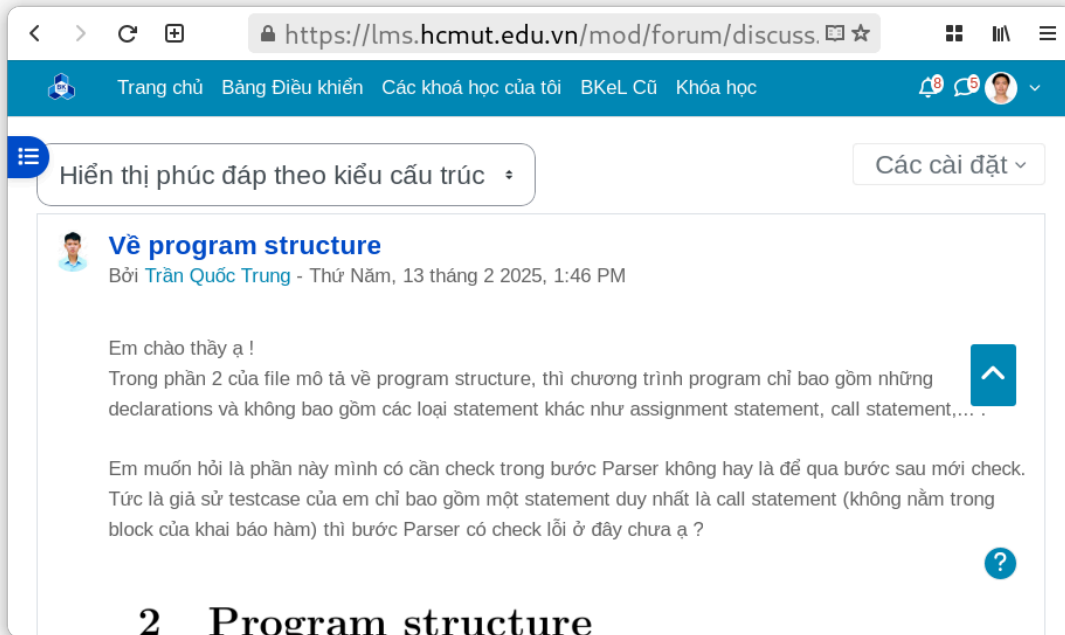 https://lms.hcmut.edu.vn/mod/forum/discuss.
BK
Trang chủ Bảng Điều khiển Các khoá học của tôi BKeL Cũ Khóa học
8 5
Hiển thị phúc đáp theo kiểu cấu trúc
Các cài đặt
Về program structure
Bởi Trần Quốc Trung - Thứ Năm, 13 tháng 2 2025, 1:46 PM
Em chào thầy ạ !
Trong phần 2 của file mô tả về program structure, thì chương trình program chỉ bao gồm những
declarations và không bao gồm các loại statement khác như assignment statement, call statement,... .
Em muốn hỏi là phần này mình có cần check trong bước Parser không hay là để qua bước sau mới check.
Tức là giả sử testcase của em chỉ bao gồm một statement duy nhất là call statement (không nằm trong
block của khai báo hàm) thì bước Parser có check lỗi ở đây chưa ạ ?
?
2 Program structure